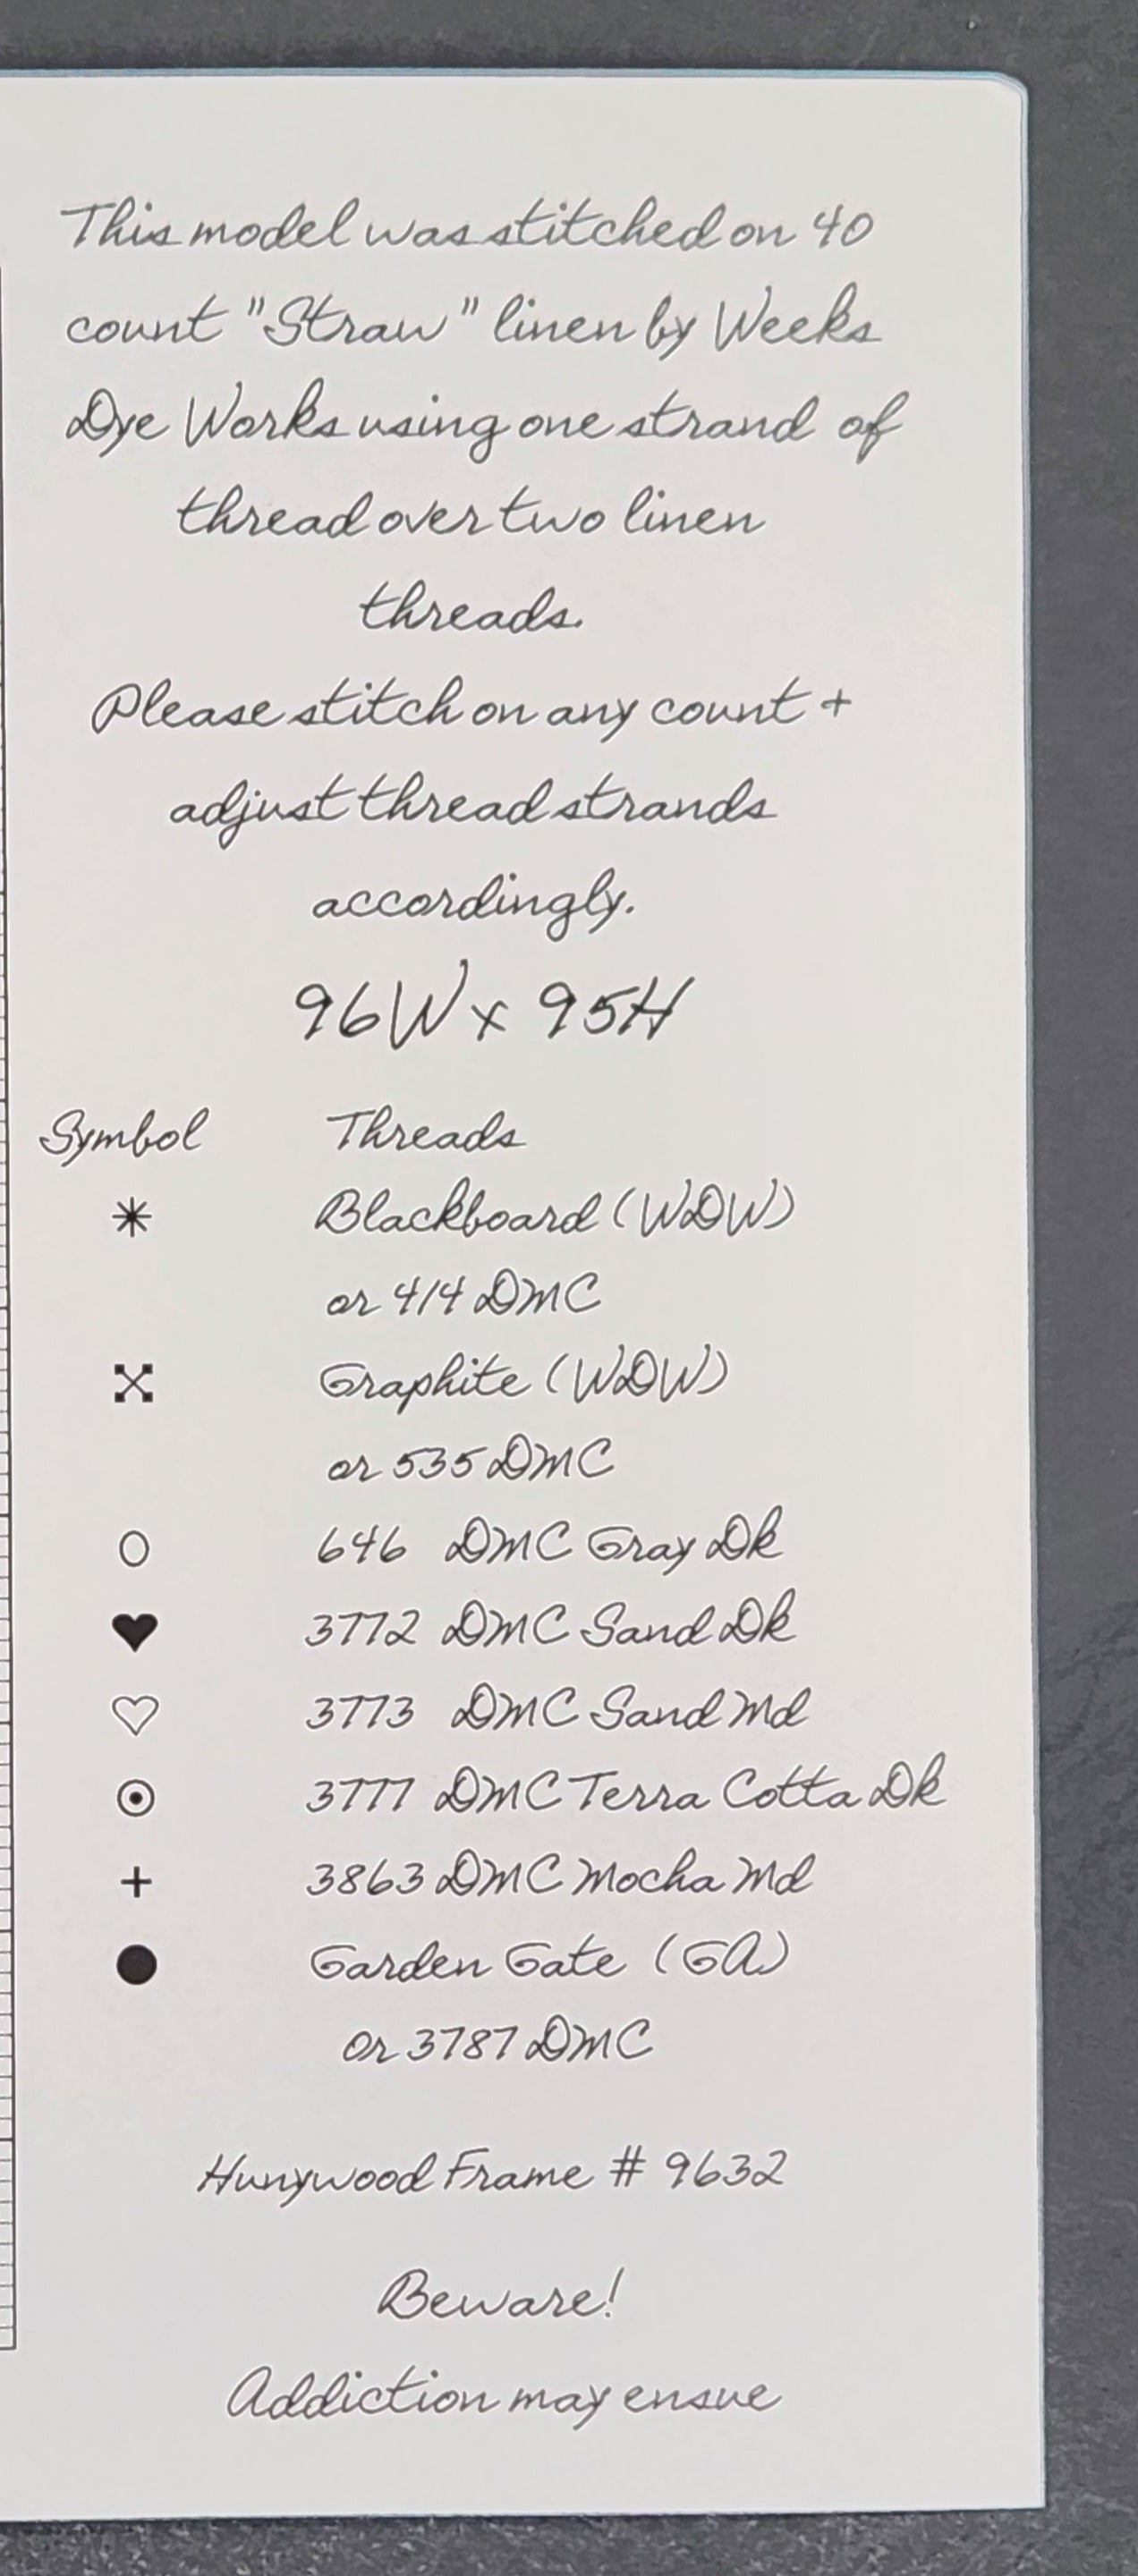 This model was stitched on 40
count "Straw" linen by Weeks
Dye Works using one strand of
thread over two linen
threads.
Please stitch on any count +
adjust thread strands
accordingly.
96W x 95H
Symbol Threads
* Blackboard (WDW)
or 414 DMC
Graphite (WDW)
or 535 DMC
○ 646 DMC Gray Dk
♥ 3772 DMC Sand Dk
♡ 3773 DMC Sand Md
⊙ 3777 DMC Terra Cotta Dk
+ 3863 DMC Mocha Md
● Garden Gate (GA)
or 3787 DMC
Hunywood Frame # 9632
Beware!
Addiction may ensue